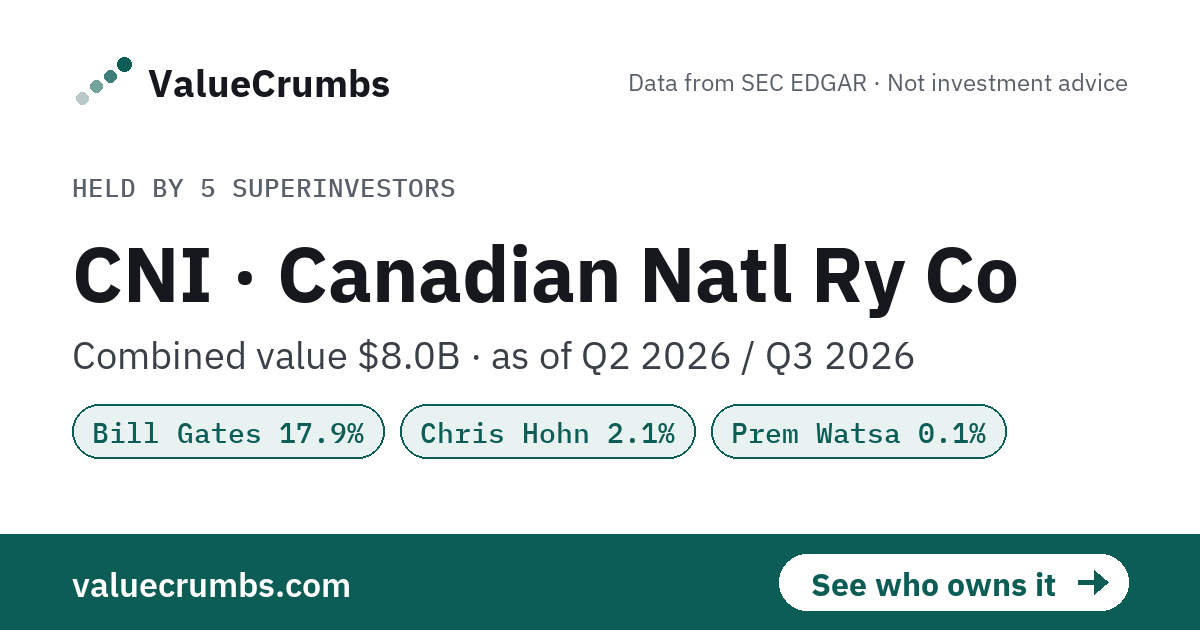 ValueCrumbs
Data from SEC EDGAR · Not investment advice
HELD BY 5 SUPERINVESTORS
CNI · Canadian Natl Ry Co
Combined value $8.0B · as of Q2 2026 / Q3 2026
Bill Gates 17.9%
Chris Hohn 2.1%
Prem Watsa 0.1%
valuecrumbs.com
See who owns it